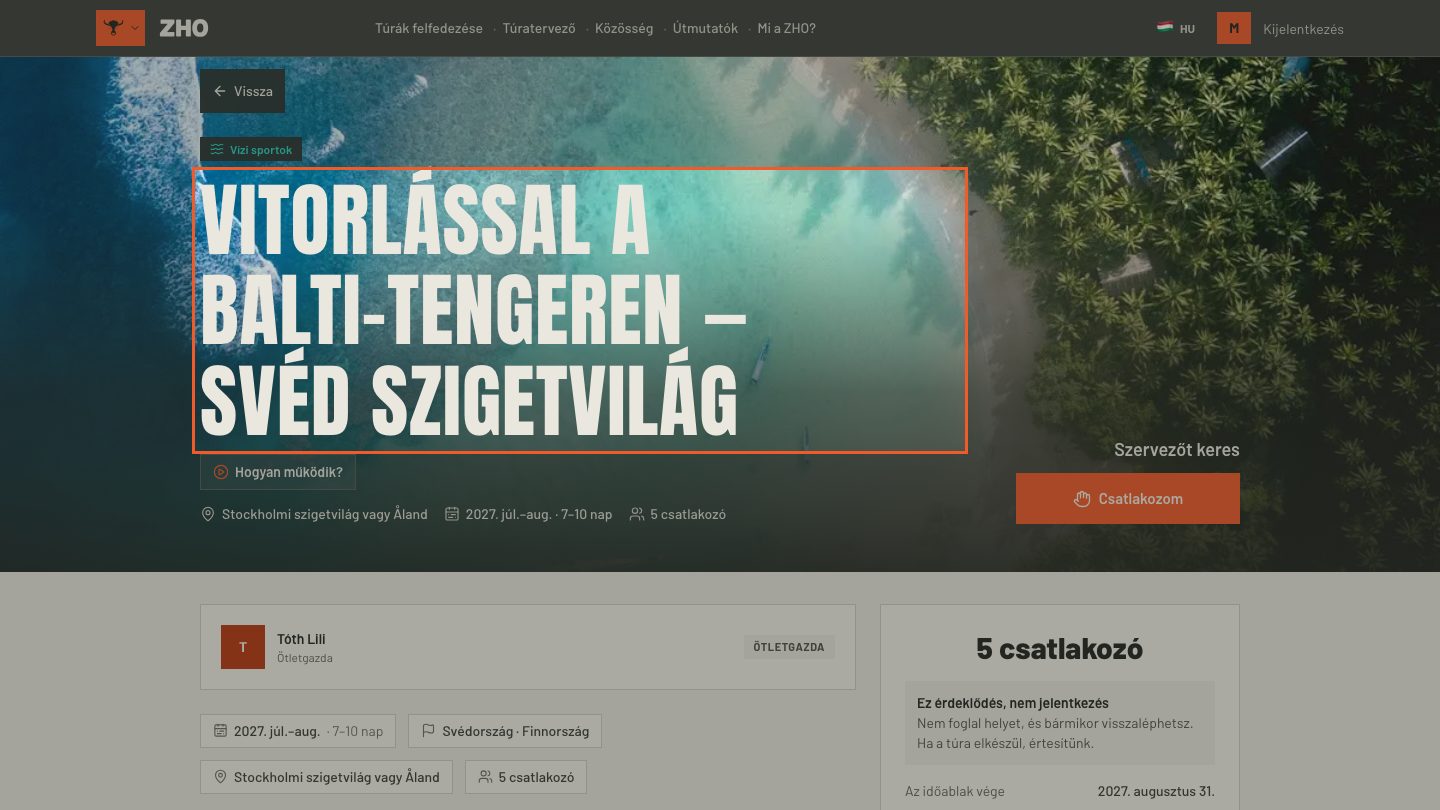 ZHO
Túrák felfedezése · Túratervező · Közösség · Útmutatók · Mi a ZHO?
HU
M
Kijelentkezés
Vissza
Vízi sportok
VITORLÁSSAL A
BALTI-TENGEREN –
SVÉD SZIGETVILÁG
Hogyan működik?
Stockholmi szigetvilág vagy Åland
2027. júl.–aug. · 7–10 nap
5 csatlakozó
Szervezőt keres
Csatlakozom
T
Tóth Lili
Ötletgazda
ÖTLETGAZDA
2027. júl.–aug. · 7–10 nap
Svédország · Finnország
Stockholmi szigetvilág vagy Åland
5 csatlakozó
5 csatlakozó
Ez érdeklődés, nem jelentkezés
Nem foglal helyet, és bármikor visszaléphetsz.
Ha a túra elkészül, értesítünk.
Az időablak vége
2027. augusztus 31.